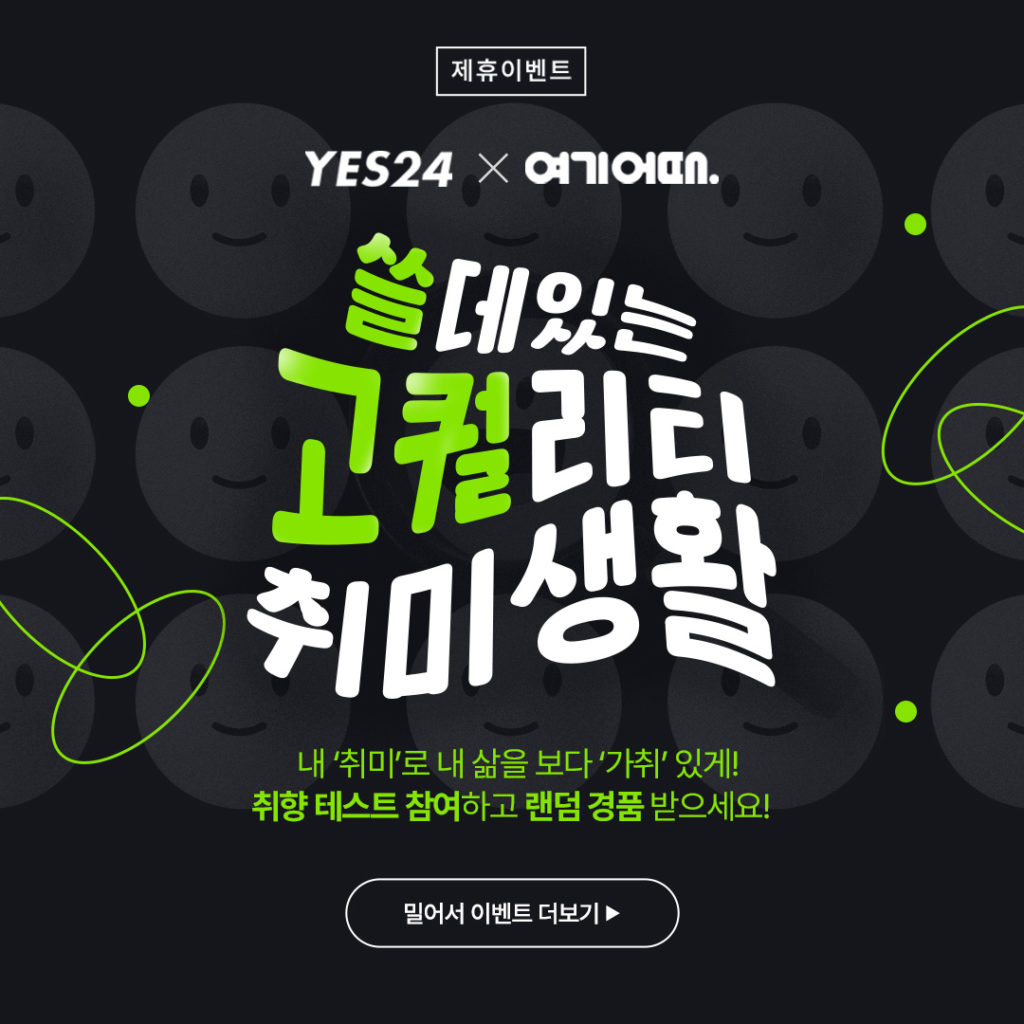 제휴이벤트
YES24 × 여기어때.
쓸데있는
고퀄리티
취미생활
내 ‘취미’로 내 삶을 보다 ‘가취’ 있게!
취향 테스트 참여하고 랜덤 경품 받으세요!
밀어서 이벤트 더보기 ▶